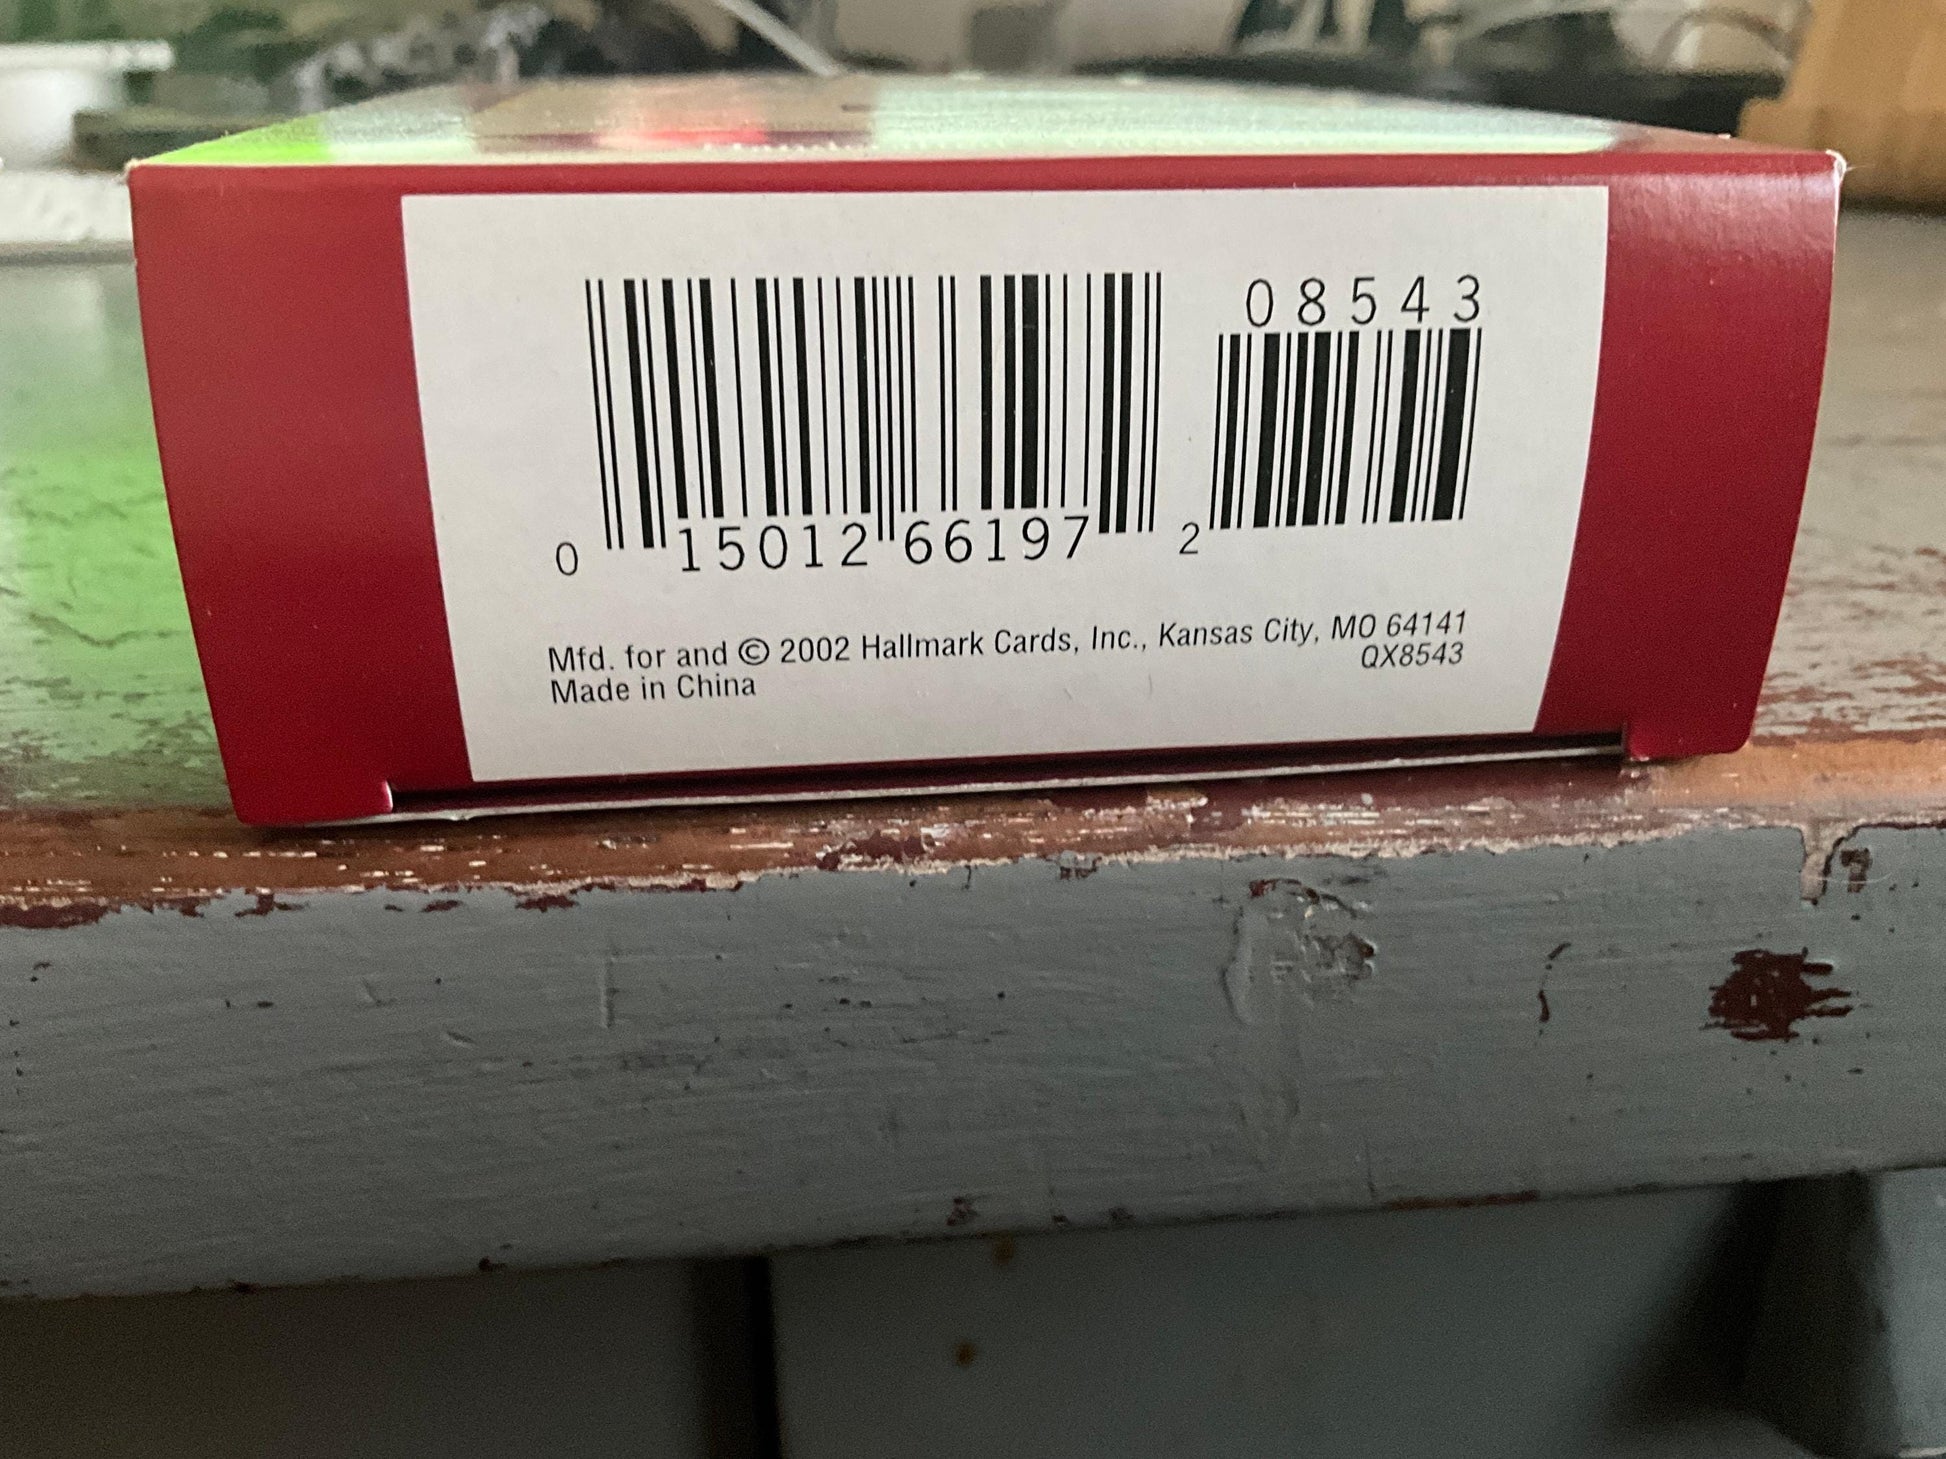 08543
0 15012 66197 2
Mfd. for and © 2002 Hallmark Cards, Inc., Kansas City, MO 64141
QX8543
Made in China